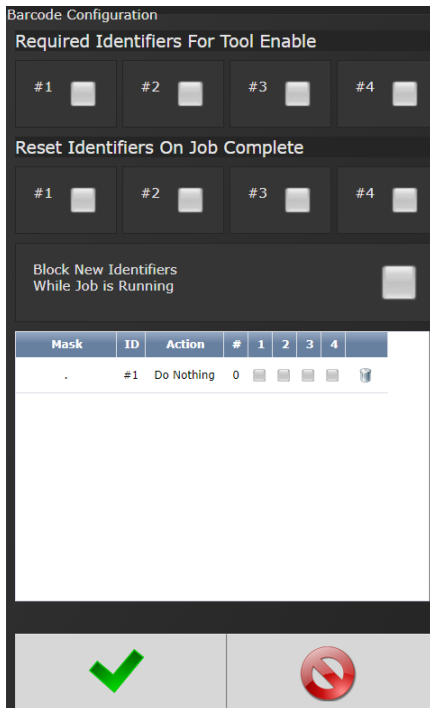 Barcode Configuration
Required Identifiers For Tool Enable
#1 #2 #3 #4
Reset Identifiers On Job Complete
#1 #2 #3 #4
Block New Identifiers
While Job is Running
Mask ID Action # 1 2 3 4
. #1 Do Nothing 0